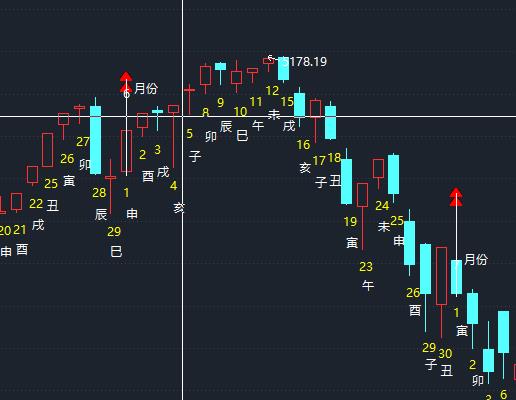 5178.19
6 月份
12
9
11
15
8
10
辰
午
未
戌
卯
巳
27
2
3
5
子
26
卯
酉
戌
16
17
18
寅
亥
子
丑
25
28
1
4
丑
辰
申
亥
22
戌
20
21
29
申
酉
巳
19
24
25
寅
未
申
23
午
月份
26
酉
1
寅
29
30
子
丑
2
卯
3
6